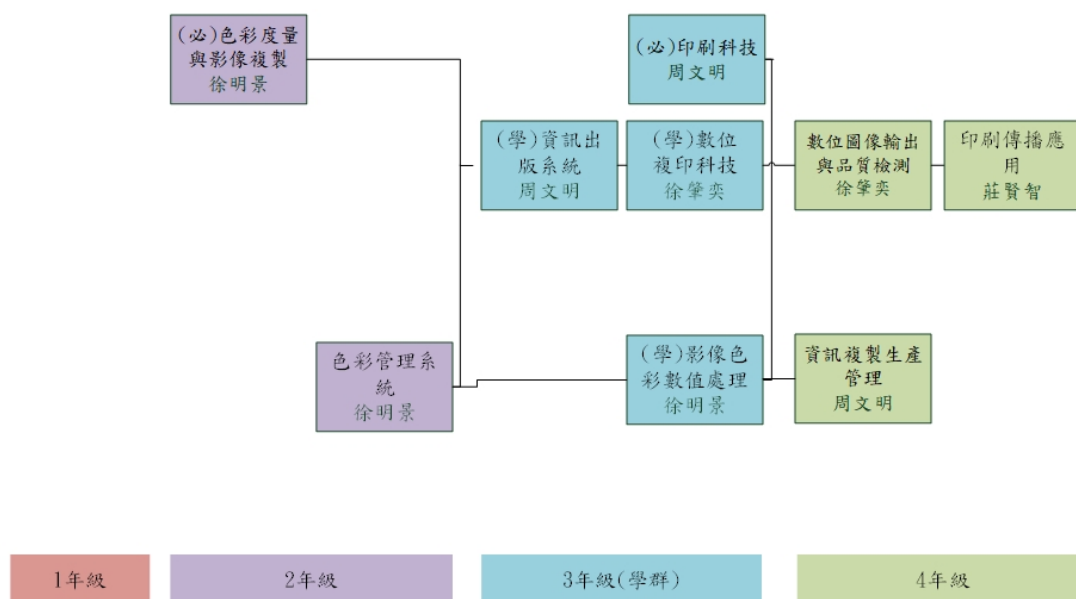 (必)色彩度量
與影像複製
徐明景
(必)印刷科技
周文明
(學)資訊出
版系統
周文明
(學)數位
複印科技
徐肇奕
數位圖像輸出
與品質檢測
徐肇奕
印刷傳播應
用
莊賢智
色彩管理系
統
徐明景
(學)影像色
彩數值處理
徐明景
資訊複製生產
管理
周文明
1年級
2年級
3年級(學群)
4年級